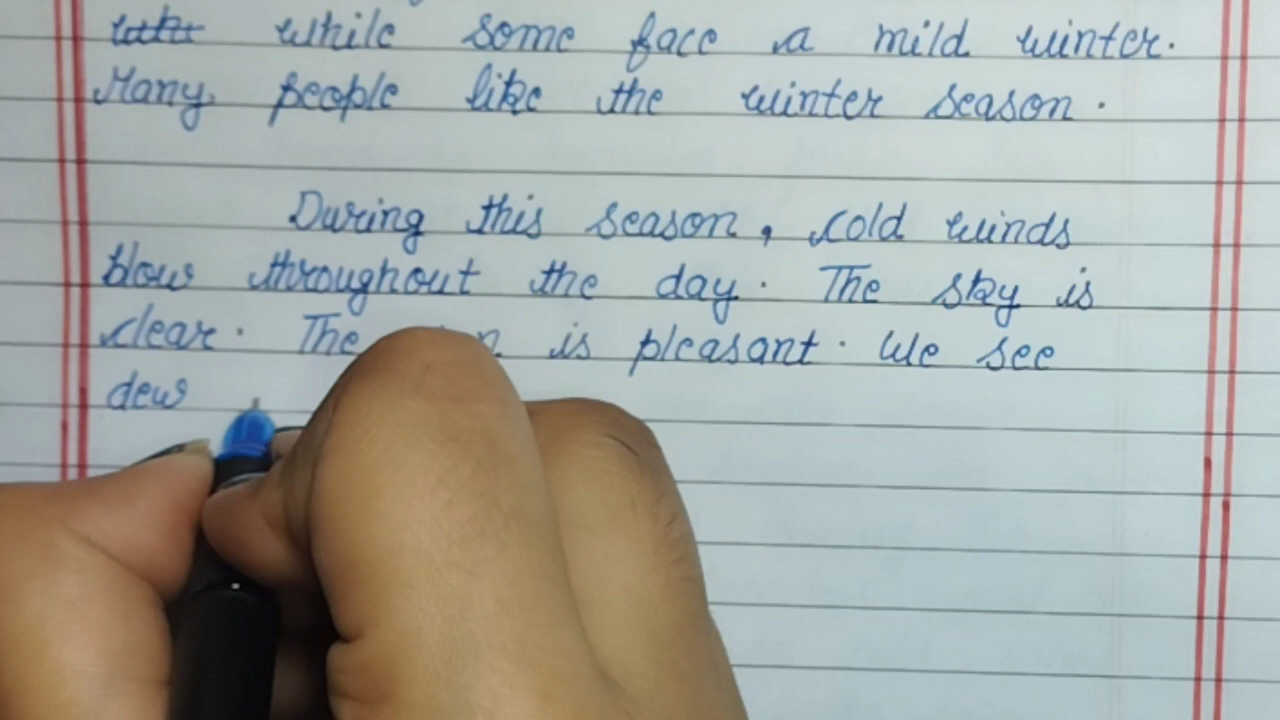 while some face a mild winter.
Many people like the winter season.
During this season, cold winds
blow throughout the day. The sky is
clear. The is pleasant. We see
dew